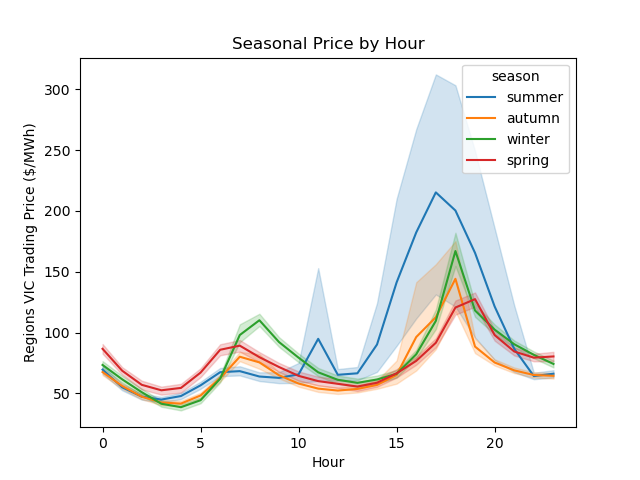 Seasonal Price by Hour
Regions VIC Trading Price ($/MWh)
300
250
200
150
100
50
season
summer
autumn
winter
spring
0 5 10 15 20
Hour